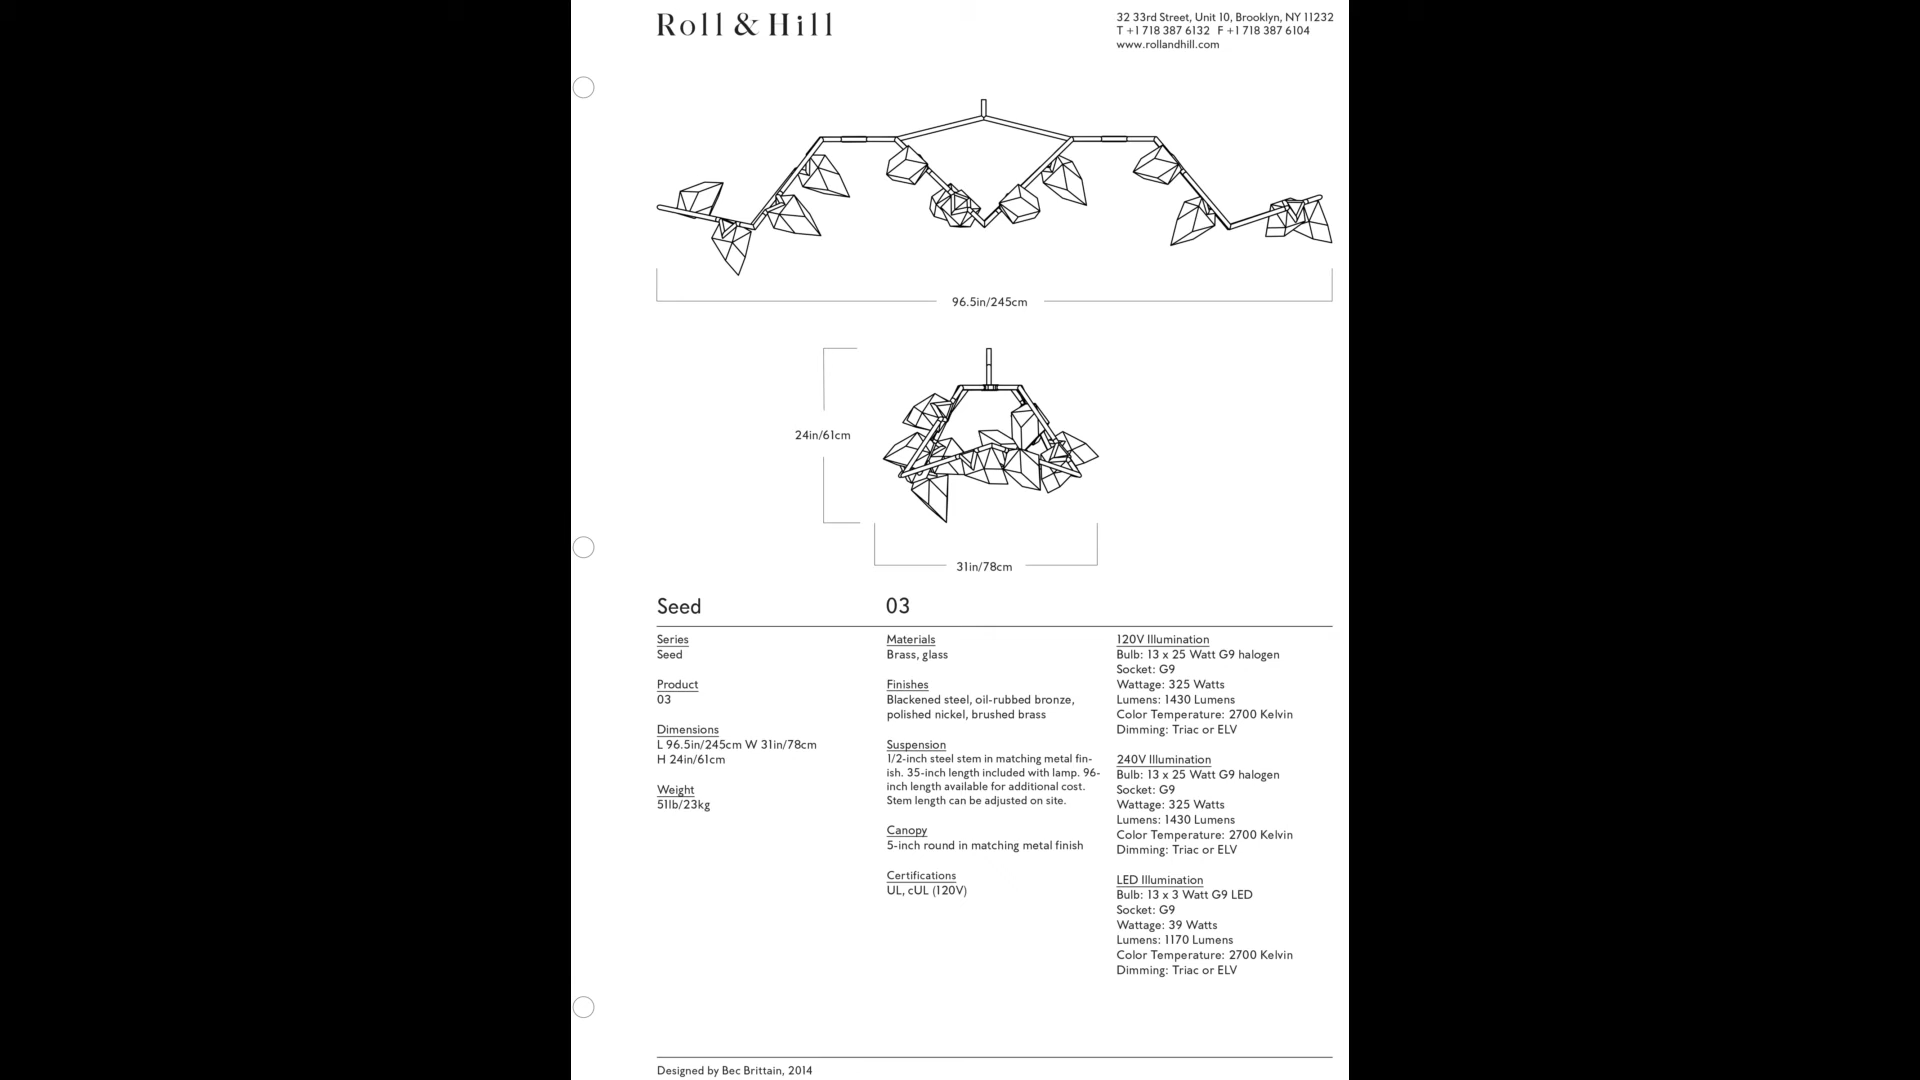 Roll & Hill
32 33rd Street, Unit 10, Brooklyn, NY 11232
T +1 718 387 6132 F +1 718 387 6104
www.rollandhill.com
96.5in/245cm
24in/61cm
31in/78cm
Seed
03
Series
Seed
Product
03
Dimensions
L 96.5in/245cm W 31in/78cm
H 24in/61cm
Weight
51lb/23kg
Materials
Brass, glass
Finishes
Blackened steel, oil-rubbed bronze,
polished nickel, brushed brass
Suspension
1/2-inch steel stem in matching metal fin-
ish. 35-inch length included with lamp. 96-
inch length available for additional cost.
Stem length can be adjusted on site.
Canopy
5-inch round in matching metal finish
Certifications
UL, cUL (120V)
120V Illumination
Bulb: 13 x 25 Watt G9 halogen
Socket: G9
Wattage: 325 Watts
Lumens: 1430 Lumens
Color Temperature: 2700 Kelvin
Dimming: Triac or ELV
240V Illumination
Bulb: 13 x 25 Watt G9 halogen
Socket: G9
Wattage: 325 Watts
Lumens: 1430 Lumens
Color Temperature: 2700 Kelvin
Dimming: Triac or ELV
LED Illumination
Bulb: 13 x 3 Watt G9 LED
Socket: G9
Wattage: 39 Watts
Lumens: 1170 Lumens
Color Temperature: 2700 Kelvin
Dimming: Triac or ELV
Designed by Bec Brittain, 2014